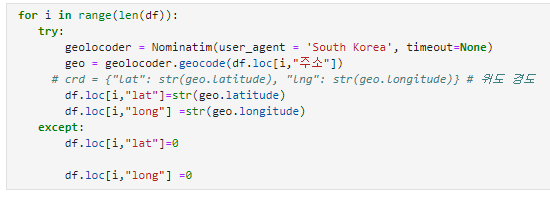 for i in range(len(df)):
    try:
        geolocoder = Nominatim(user_agent = 'South Korea', timeout=None)
        geo = geolocoder.geocode(df.loc[i,"주소"])
      # crd = {"lat": str(geo.latitude), "lng": str(geo.longitude)} # 위도 경도
        df.loc[i,"lat"]=str(geo.latitude)
        df.loc[i,"long"] =str(geo.longitude)
    except:
        df.loc[i,"lat"]=0
        df.loc[i,"long"] =0